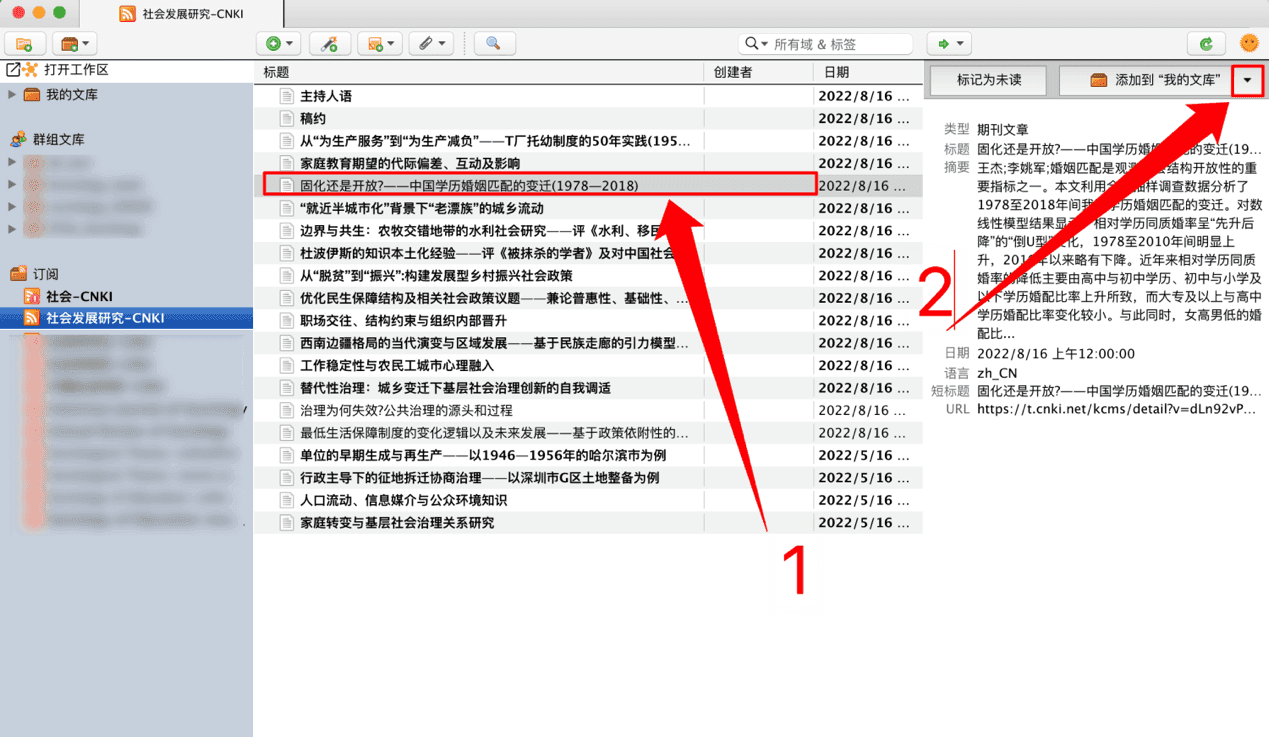 社会发展研究-CNKI
所有域 & 标签
打开工作区
我的文库
群组文库
订阅
社会-CNKI
社会发展研究-CNKI
标题 创建者 日期
主持人语 2022/8/16 ...
稿约 2022/8/16 ...
从“为生产服务”到“为生产减负”——T厂托幼制度的50年实践(195... 2022/8/16 ...
家庭教育期望的代际偏差、互动及影响 2022/8/16 ...
固化还是开放?——中国学历婚姻匹配的变迁(1978—2018) 2022/8/16 ...
“就近半城市化”背景下“老漂族”的城乡流动 2022/8/16 ...
边界与共生：农牧交错地带的水利社会研究——评《水利、移民 2022/8/16 ...
杜波伊斯的知识本土化经验——评《被抹杀的学者》及对中国社会 2022/8/16 ...
从“脱贫”到“振兴”:构建发展型乡村振兴社会政策 2022/8/16 ...
优化民生保障结构及相关社会政策议题——兼论普惠性、基础性、... 2022/8/16 ...
职场交往、结构约束与组织内部晋升 2022/8/16 ...
西南边疆格局的当代演变与区域发展——基于民族走廊的引力模型... 2022/8/16 ...
工作稳定性与农民工城市心理融入 2022/8/16 ...
替代性治理：城乡变迁下基层社会治理创新的自我调适 2022/8/16 ...
治理为何失效?公共治理的源头和过程 2022/8/16 ...
最低生活保障制度的变化逻辑以及未来发展——基于政策依附性的... 2022/8/16 ...
单位的早期生成与再生产——以1946—1956年的哈尔滨市为例 2022/5/16 ...
行政主导下的征地拆迁协商治理——以深圳市G区土地整备为例 2022/5/16 ...
人口流动、信息媒介与公众环境知识 2022/5/16 ...
家庭转变与基层社会治理关系研究 2022/5/16 ...
1
2
标记为未读 添加到 “我的文库”
类型 期刊文章
标题 固化还是开放?——中国学历婚姻匹配的变迁(19...
摘要 王杰;李姚军;婚姻匹配是观测社会结构开放性的重
要指标之一。本文利用全 抽样调查数据分析了
1978至2018年间我 学历婚姻匹配的变迁。对数
线性模型结果显 相对学历同质婚率呈“先升后
降”的“倒U型”变化，1978至2010年间明显上
升，201 年以来略有下降。近年来相对学历同质
婚率的降低主要由高中与初中学历、初中与小学及
以下学历婚配比率上升所致，而大专及以上与高中
学历婚配比率变化较小。与此同时，女高男低的婚
配比...
日期 2022/8/16 上午12:00:00
语言 zh_CN
短标题 固化还是开放?——中国学历婚姻匹配的变迁(19...
URL https://t.cnki.net/kcms/detail?v=dLn92vP...